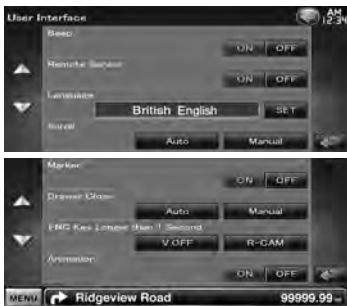 User Interface
AM
12:34
Beep
ON OFF
Remote Sensor
ON OFF
Language
British English SET
Scroll
Auto Manual
Marker
ON OFF
Drawer Close
Auto Manual
FNC Key Longer than 1 Second
V.OFF R-CAM
Animation
ON OFF
MENU Ridgeview Road 99999.99